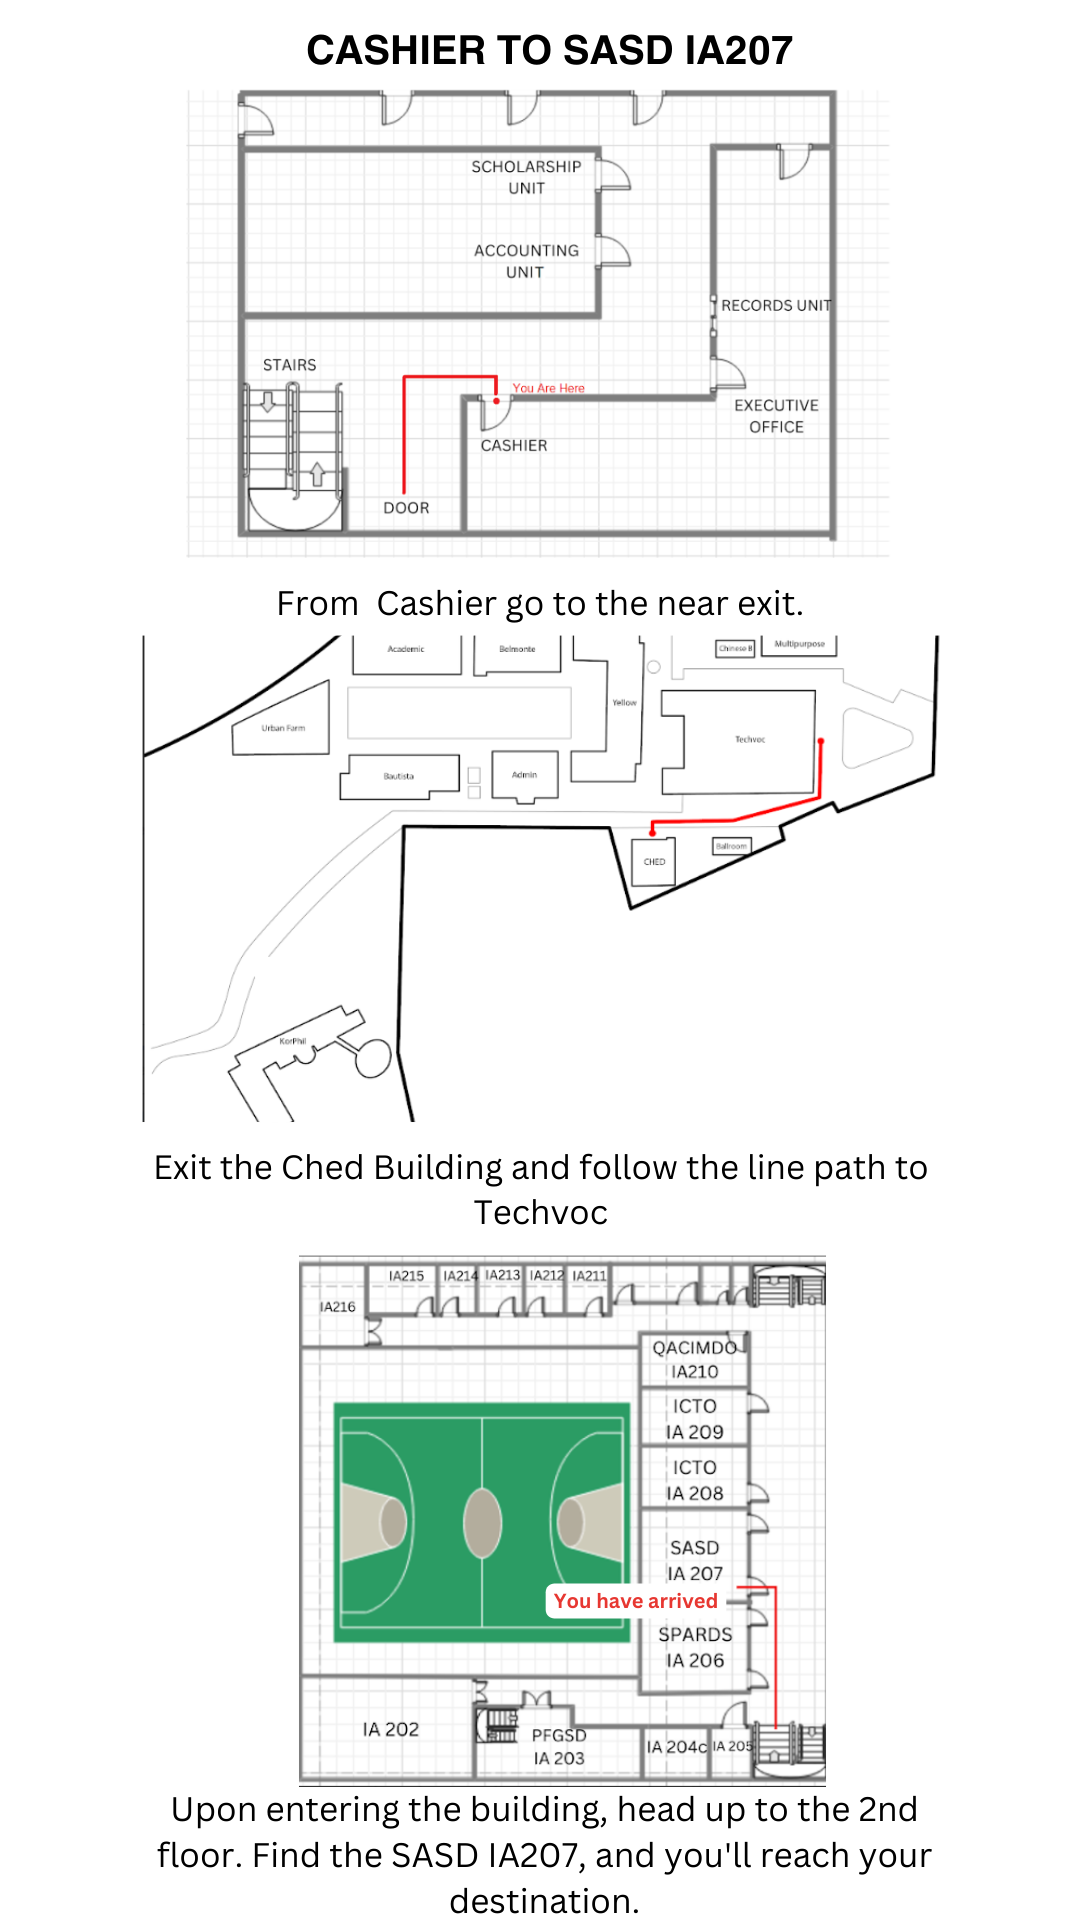 CASHIER TO SASD IA207
SCHOLARSHIP
UNIT
ACCOUNTING
UNIT
RECORDS UNIT
STAIRS
You Are Here
EXECUTIVE
OFFICE
CASHIER
DOOR
From Cashier go to the near exit.
Academic
Belmonte
Chinese B
Multipurpose
Urban Farm
Yellow
Techvoc
Bautista
Admin
CHED
Ballroom
KorPhil
Exit the Ched Building and follow the line path to
Techvoc
IA215
IA214
IA213
IA212
IA211
IA216
QACIMDO
IA210
ICTO
IA 209
ICTO
IA 208
SASD
IA 207
You have arrived
SPARDS
IA 206
IA 202
PFGSD
IA 203
IA 204c
IA 205
Upon entering the building, head up to the 2nd
floor. Find the SASD IA207, and you'll reach your
destination.